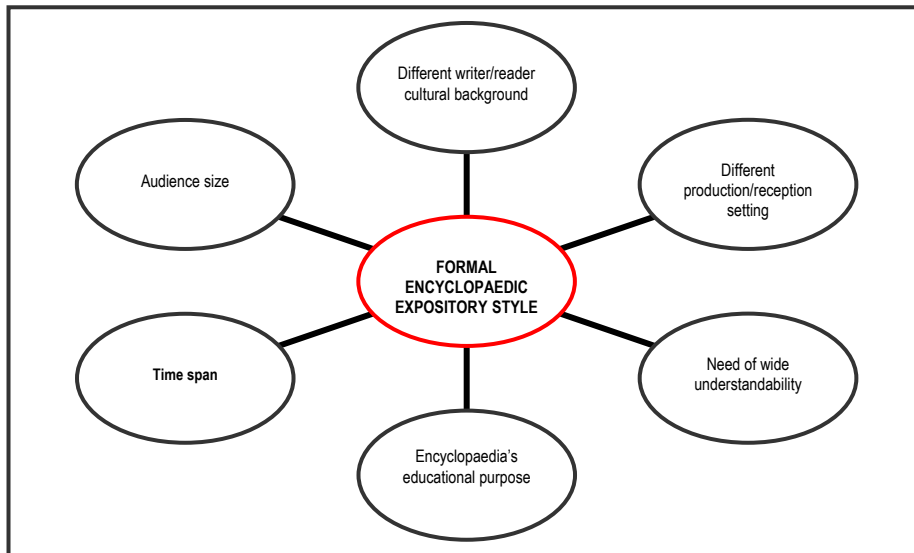 Different writer/reader
cultural background
Audience size
Different
production/reception
setting
FORMAL
ENCYCLOPAEDIC
EXPOSITORY STYLE
Time span
Need of wide
understandability
Encyclopaedia’s
educational purpose